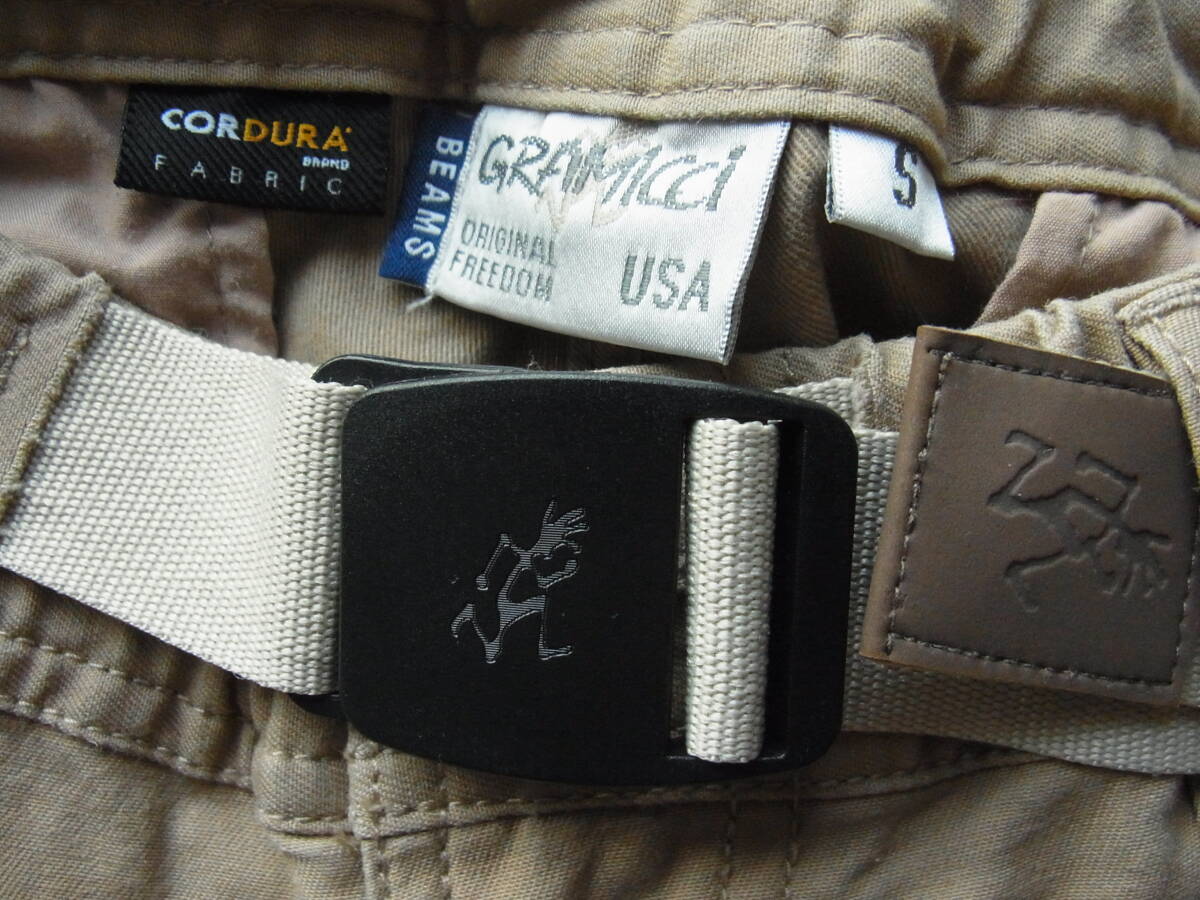 CORDURA
BRAND
FABRIC
BEAMS
GRAMICCI
ORIGINAL
FREEDOM
USA
S